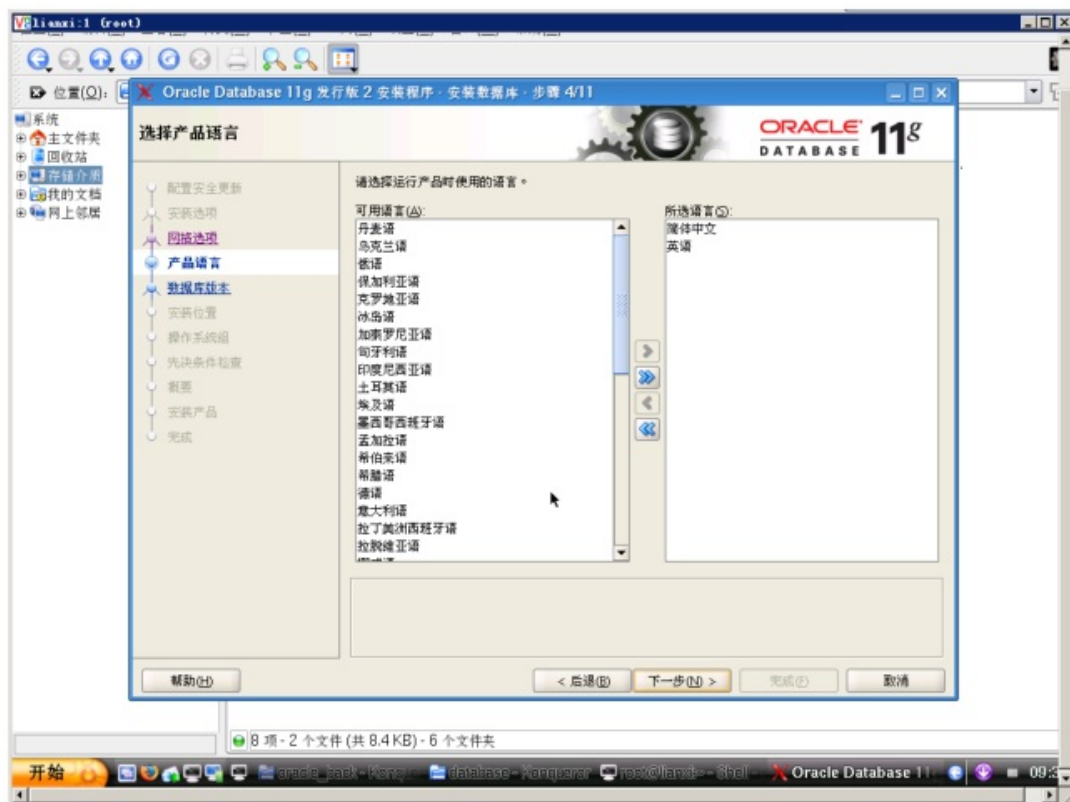 lianxi:1 (root)
位置(O):
Oracle Database 11g 发行版 2 安装程序 - 安装数据库 - 步骤 4/11
系统
主文件夹
回收站
存储介质
我的文档
网上邻居
选择产品语言
ORACLE
DATABASE
11g
配置安全更新
安装选项
网格选项
产品语言
数据库版本
安装位置
操作系统组
先决条件检查
概要
安装产品
完成
请选择运行产品时使用的语言。
可用语言(A):
丹麦语
乌克兰语
俄语
保加利亚语
克罗地亚语
冰岛语
加泰罗尼亚语
匈牙利语
印度尼西亚语
土耳其语
埃及语
墨西哥西班牙语
孟加拉语
希伯来语
希腊语
德语
意大利语
拉丁美洲西班牙语
拉脱维亚语
所选语言(S):
简体中文
英语
帮助(H)
< 后退(B)
下一步(N) >
完成(F)
取消
8 项 - 2 个文件 (共 8.4 KB) - 6 个文件夹
开始
database - Konqueror
Oracle Database 11